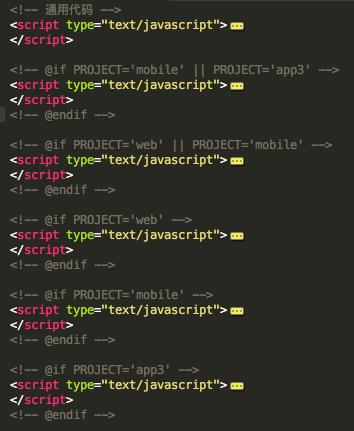 <!-- 通用代码 -->
<script type="text/javascript">
</script>
<!-- @if PROJECT='mobile' || PROJECT='app3' -->
<script type="text/javascript">
</script>
<!-- @endif -->
<!-- @if PROJECT='web' || PROJECT='mobile' -->
<script type="text/javascript">
</script>
<!-- @endif -->
<!-- @if PROJECT='web' -->
<script type="text/javascript">
</script>
<!-- @endif -->
<!-- @if PROJECT='mobile' -->
<script type="text/javascript">
</script>
<!-- @endif -->
<!-- @if PROJECT='app3' -->
<script type="text/javascript">
</script>
<!-- @endif -->